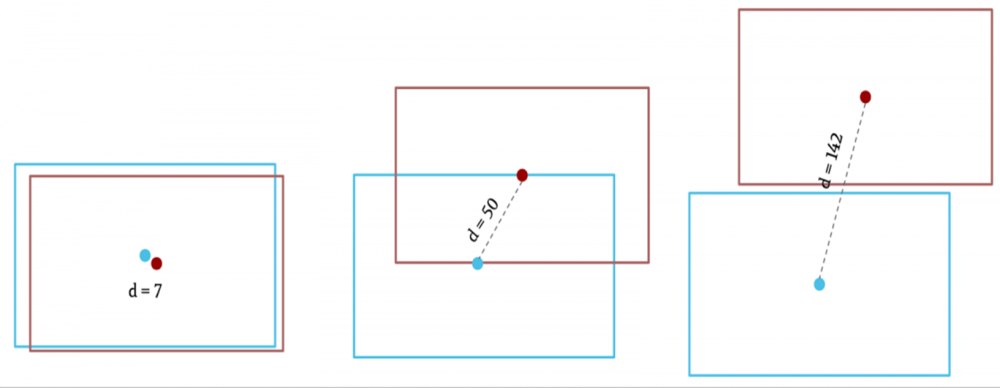 d = 7
d = 50
d = 142